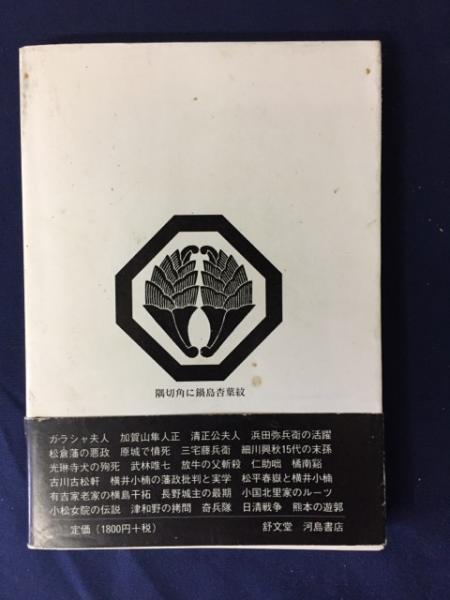 隅切角に鍋島杏葉紋
ガラシャ夫人 加賀山隼人正 清正公夫人 浜田弥兵衛の活躍
松倉藩の悪政 原城で憤死 三宅藤兵衛 細川興秋15代の末孫
光琳寺犬の殉死 武林唯七 放牛の父斬殺 仁助咄 橘南谿
古川古松軒 横井小楠の藩政批判と実学 松平春嶽と横井小楠
有吉家老家の横島干拓 長野城主の最期 小国北里家のルーツ
小松女院の伝説 津和野の拷問 奇兵隊 日清戦争 熊本の遊郭
定価(1800円+税) 舒文堂 河島書店